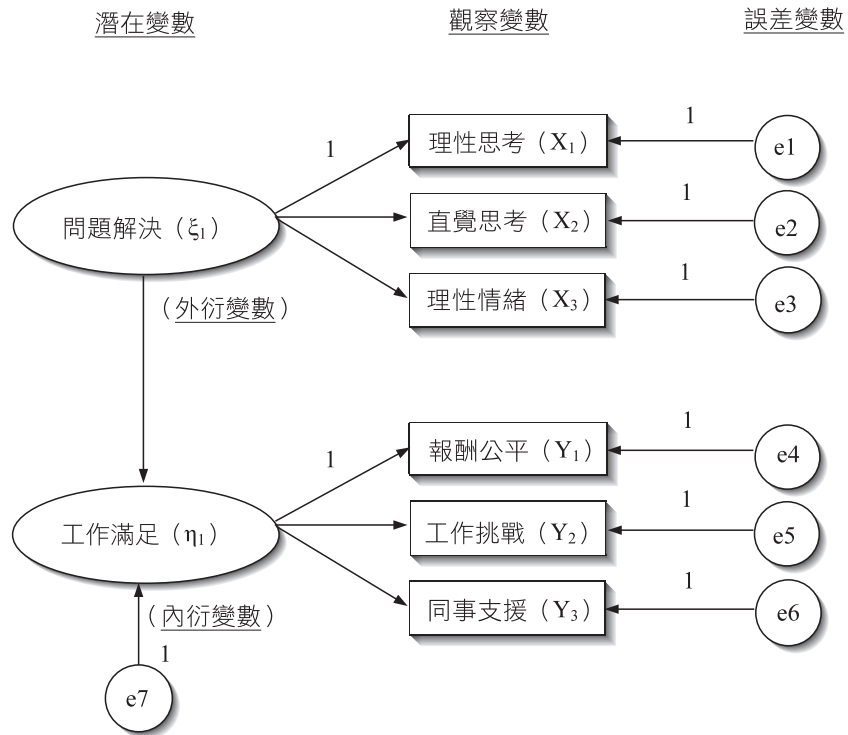 潛在變數
觀察變數
誤差變數
1
理性思考（X1）
1
e1
問題解決（ξ1）
直覺思考（X2）
1
e2
（外衍變數）
理性情緒（X3）
1
e3
1
報酬公平（Y1）
1
e4
工作滿足（η1）
工作挑戰（Y2）
1
e5
（內衍變數）
同事支援（Y3）
1
e6
1
e7